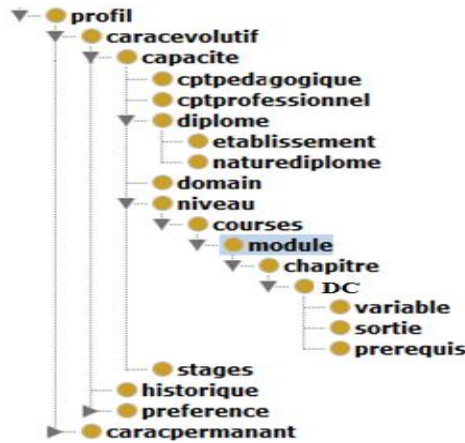 profil
caracevolutif
capacite
cptpedagogique
cptprofessionnel
diplome
etablissement
naturediplome
domain
niveau
courses
module
chapitre
DC
variable
sortie
prerequis
stages
historique
preference
caracpermanant